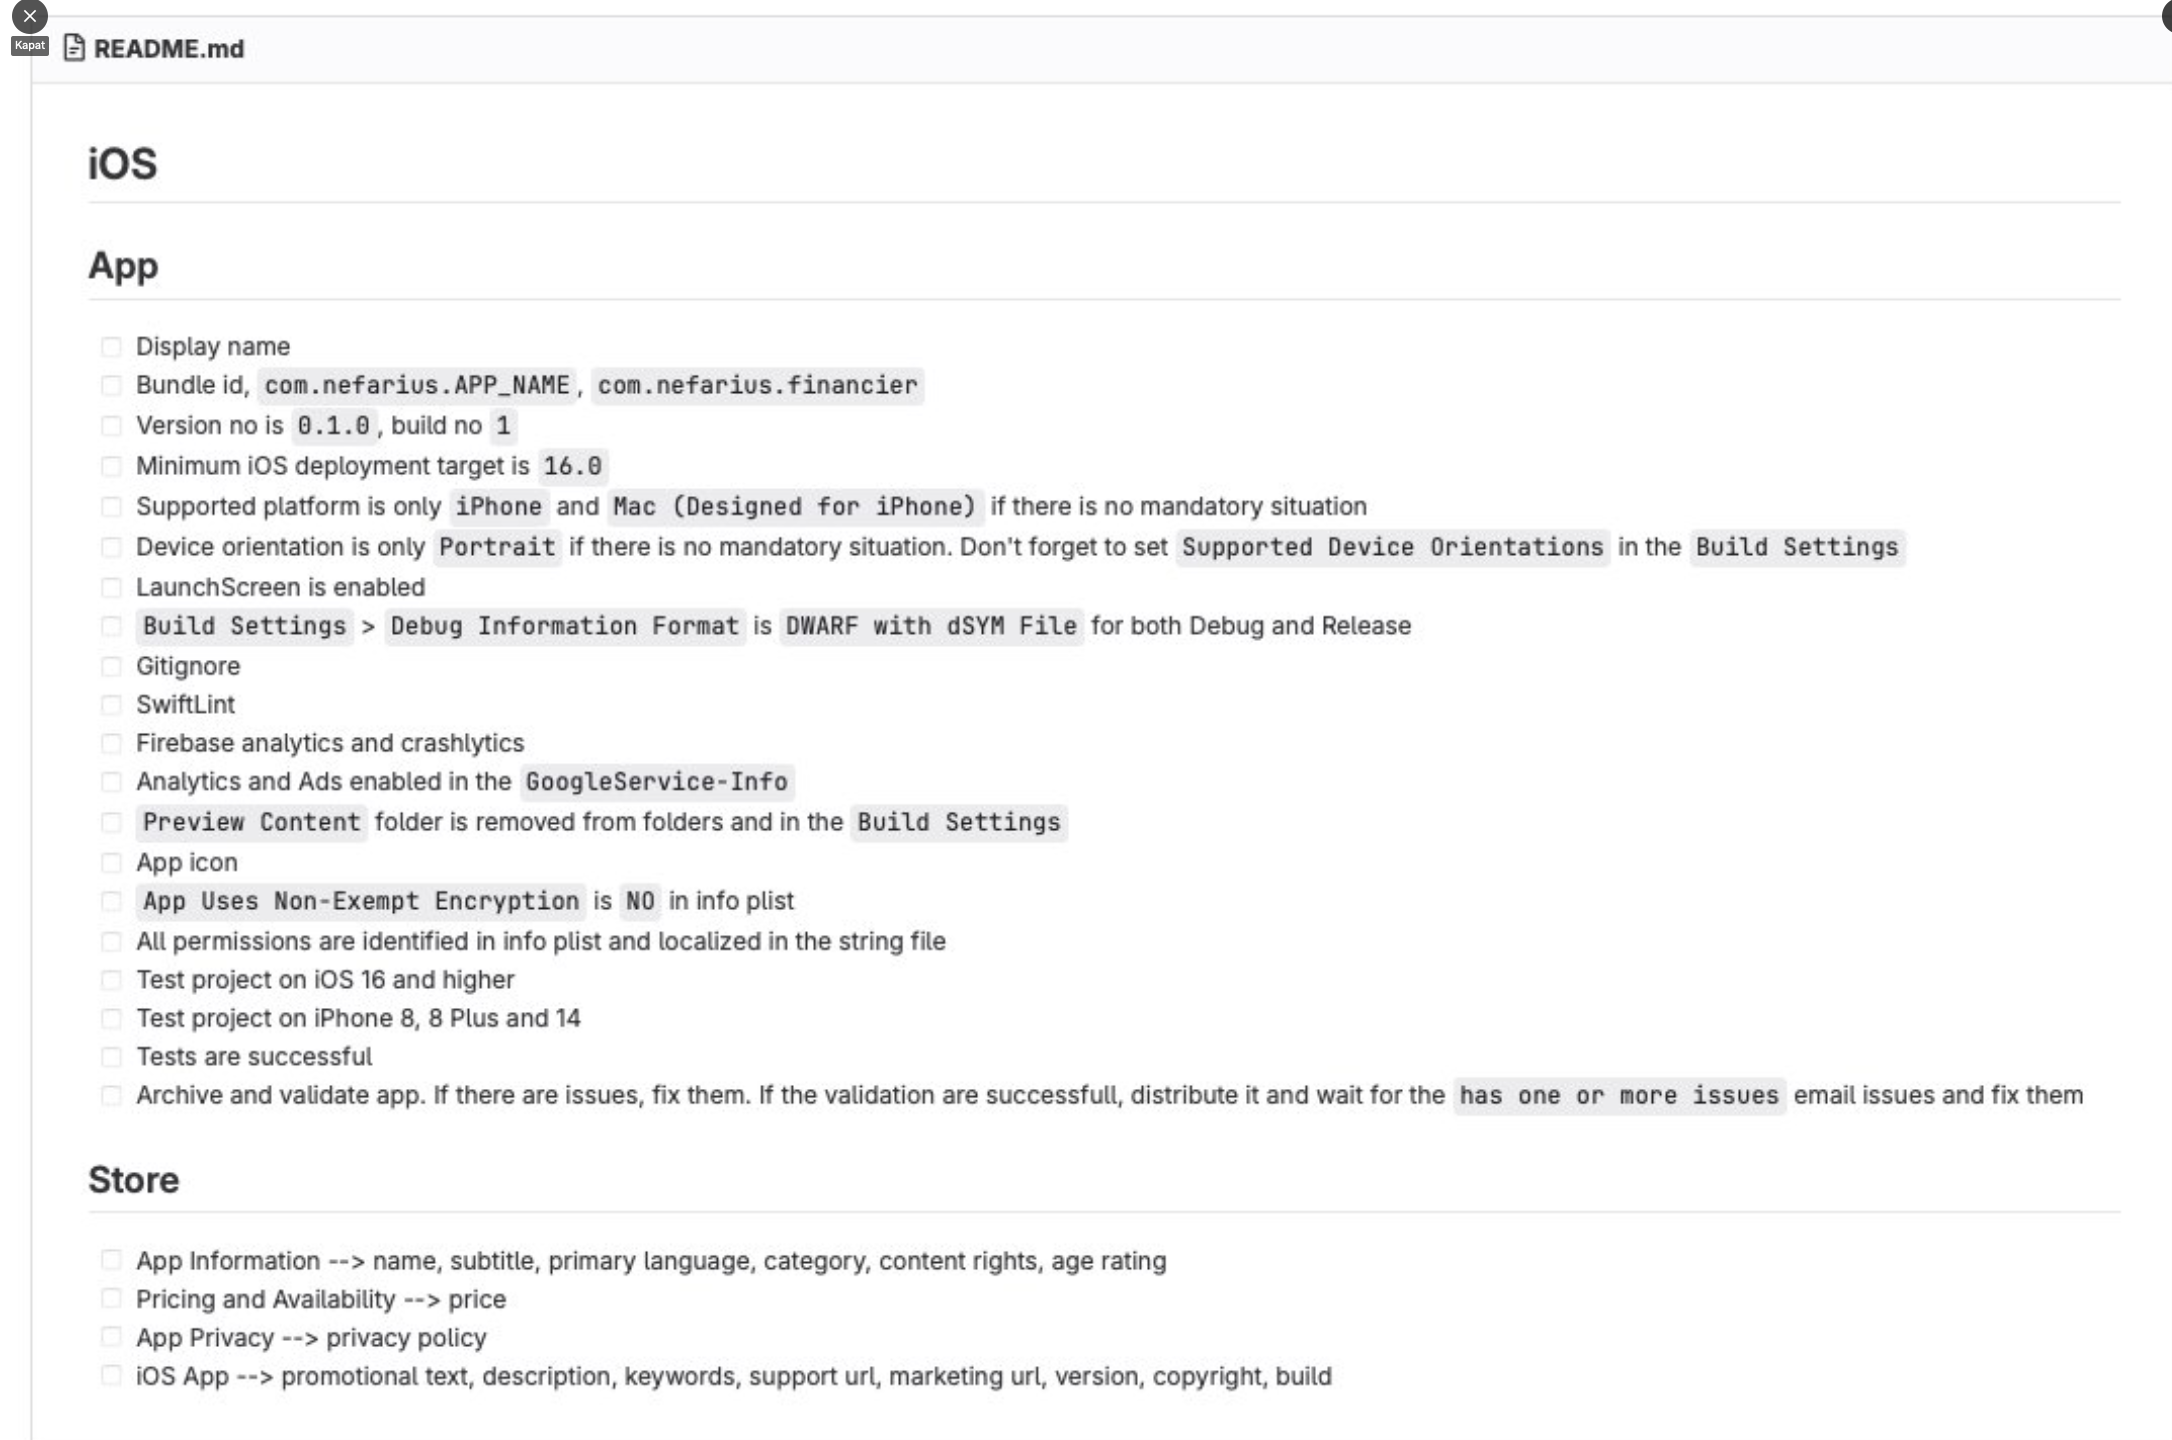 Kapat
README.md
iOS
App
Display name
Bundle id, com.nefarius.APP_NAME, com.nefarius.financier
Version no is 0.1.0, build no 1
Minimum iOS deployment target is 16.0
Supported platform is only iPhone and Mac (Designed for iPhone) if there is no mandatory situation
Device orientation is only Portrait if there is no mandatory situation. Don't forget to set Supported Device Orientations in the Build Settings
LaunchScreen is enabled
Build Settings > Debug Information Format is DWARF with dSYM File for both Debug and Release
Gitignore
SwiftLint
Firebase analytics and crashlytics
Analytics and Ads enabled in the GoogleService-Info
Preview Content folder is removed from folders and in the Build Settings
App icon
App Uses Non-Exempt Encryption is NO in info plist
All permissions are identified in info plist and localized in the string file
Test project on iOS 16 and higher
Test project on iPhone 8, 8 Plus and 14
Tests are successful
Archive and validate app. If there are issues, fix them. If the validation are successfull, distribute it and wait for the has one or more issues email issues and fix them
Store
App Information --> name, subtitle, primary language, category, content rights, age rating
Pricing and Availability --> price
App Privacy --> privacy policy
iOS App --> promotional text, description, keywords, support url, marketing url, version, copyright, build